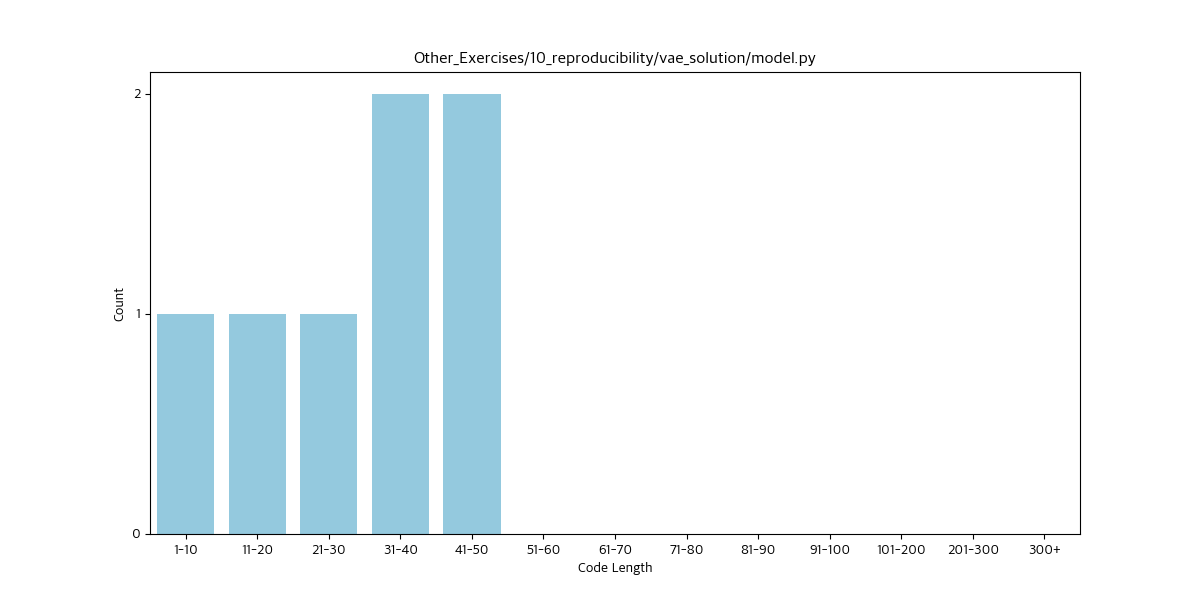 Other_Exercises/10_reproducibility/vae_solution/model.py
2
1
0
Count
1-10 11-20 21-30 31-40 41-50 51-60 61-70 71-80 81-90 91-100 101-200 201-300 300+
Code Length